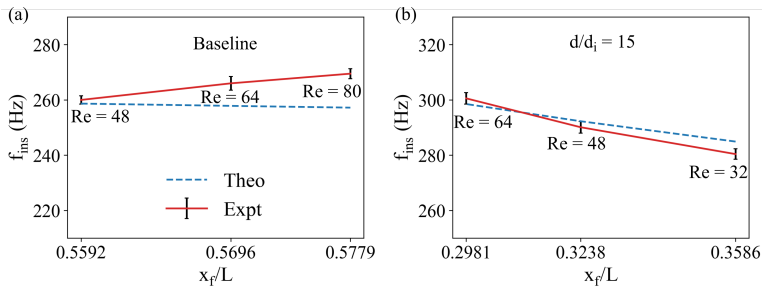 (a)
Baseline
280
260
240
220
f_ins (Hz)
Re = 48
Re = 64
Re = 80
Theo
Expt
0.5592
0.5696
0.5779
x_f/L
(b)
d/d_i = 15
320
300
280
260
f_ins (Hz)
Re = 64
Re = 48
Re = 32
0.2981
0.3238
0.3586
x_f/L